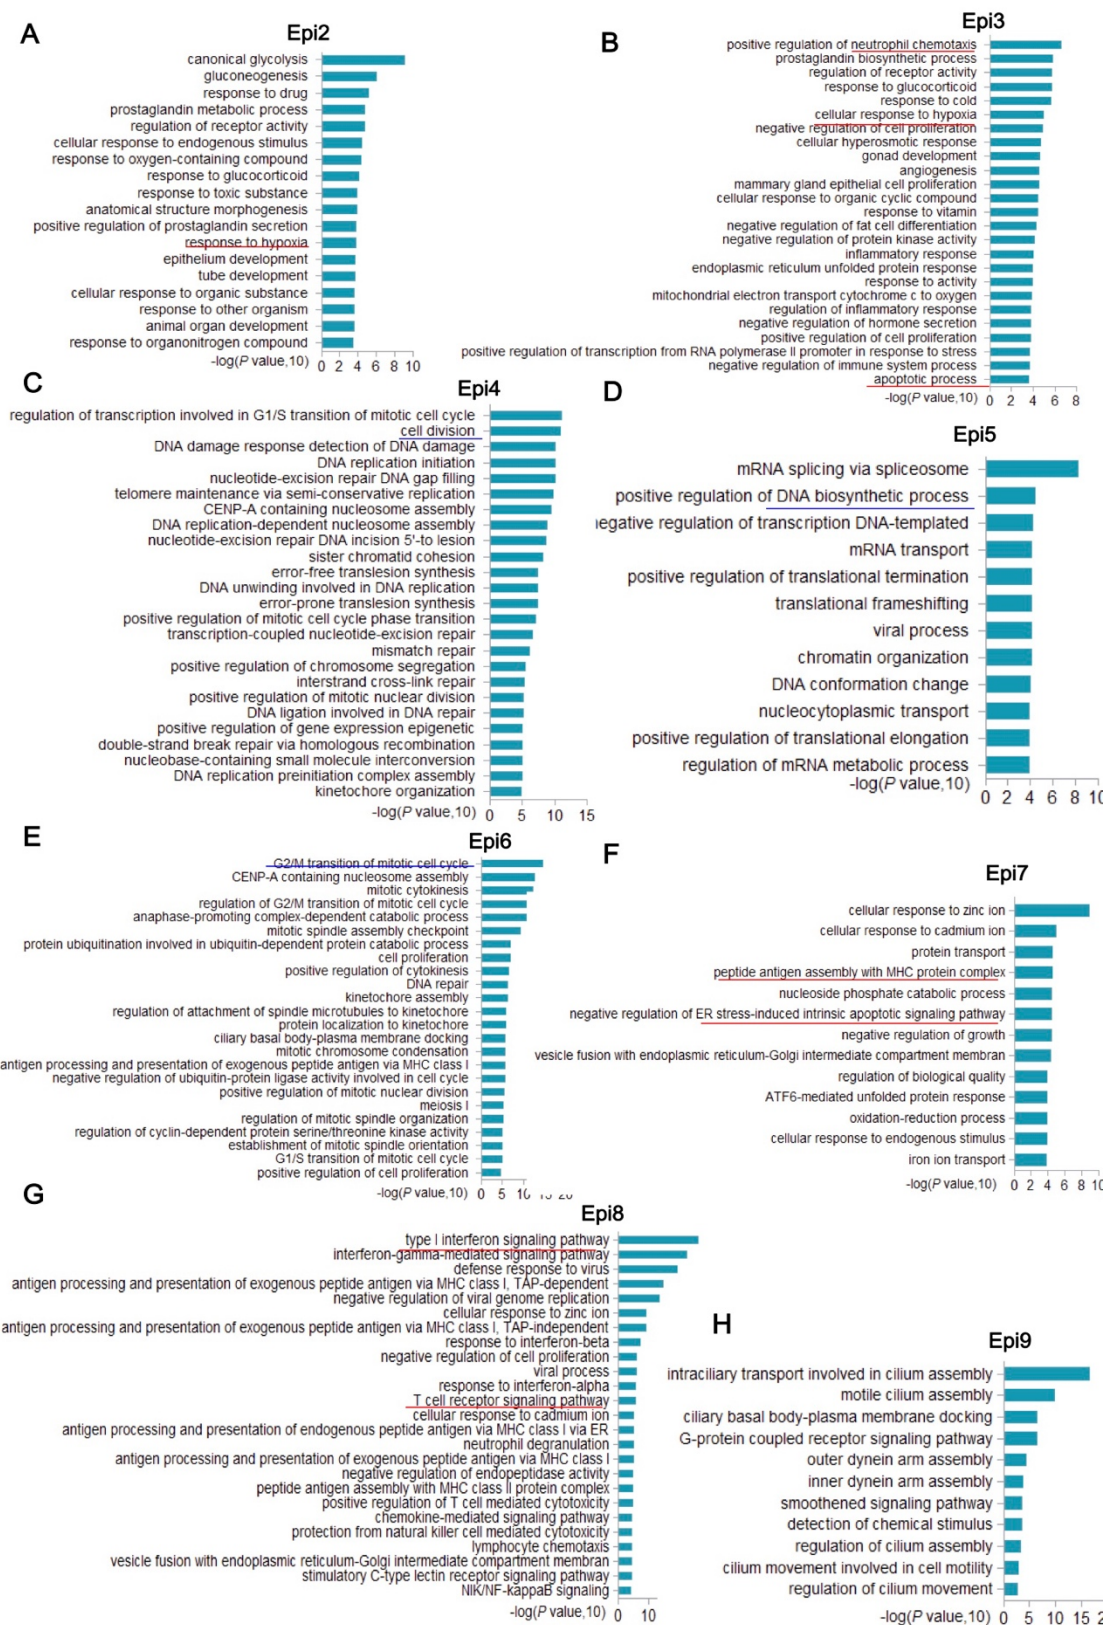 A
Epi2
canonical glycolysis
gluconeogenesis
response to drug
prostaglandin metabolic process
regulation of receptor activity
cellular response to endogenous stimulus
response to oxygen-containing compound
response to glucocorticoid
response to toxic substance
anatomical structure morphogenesis
positive regulation of prostaglandin secretion
response to hypoxia
epithelium development
tube development
cellular response to organic substance
response to other organism
animal organ development
response to organonitrogen compound
-log(P value,10) 0 2 4 6 8 10
B
Epi3
positive regulation of neutrophil chemotaxis
prostaglandin biosynthetic process
regulation of receptor activity
response to glucocorticoid
response to cold
cellular response to hypoxia
negative regulation of cell proliferation
cellular hyperosmotic response
gonad development
angiogenesis
mammary gland epithelial cell proliferation
cellular response to organic cyclic compound
response to vitamin
negative regulation of fat cell differentiation
negative regulation of protein kinase activity
inflammatory response
endoplasmic reticulum unfolded protein response
response to activity
mitochondrial electron transport cytochrome c to oxygen
regulation of inflammatory response
negative regulation of hormone secretion
positive regulation of cell proliferation
positive regulation of transcription from RNA polymerase II promoter in response to stress
negative regulation of immune system process
apoptotic process
-log(P value,10) 0 2 4 6 8
C
Epi4
regulation of transcription involved in G1/S transition of mitotic cell cycle
cell division
DNA damage response detection of DNA damage
DNA replication initiation
nucleotide-excision repair DNA gap filling
telomere maintenance via semi-conservative replication
CENP-A containing nucleosome assembly
DNA replication-dependent nucleosome assembly
nucleotide-excision repair DNA incision 5'-to lesion
sister chromatid cohesion
error-free translesion synthesis
DNA unwinding involved in DNA replication
error-prone translesion synthesis
positive regulation of mitotic cell cycle phase transition
transcription-coupled nucleotide-excision repair
mismatch repair
positive regulation of chromosome segregation
interstrand cross-link repair
positive regulation of mitotic nuclear division
DNA ligation involved in DNA repair
positive regulation of gene expression epigenetic
double-strand break repair via homologous recombination
nucleobase-containing small molecule interconversion
DNA replication preinitiation complex assembly
kinetochore organization
-log(P value,10) 0 5 10 15
D
Epi5
mRNA splicing via spliceosome
positive regulation of DNA biosynthetic process
negative regulation of transcription DNA-templated
mRNA transport
positive regulation of translational termination
translational frameshifting
viral process
chromatin organization
DNA conformation change
nucleocytoplasmic transport
positive regulation of translational elongation
regulation of mRNA metabolic process
-log(P value,10)
0 2 4 6 8 10
E
Epi6
G2/M transition of mitotic cell cycle
CENP-A containing nucleosome assembly
mitotic cytokinesis
regulation of G2/M transition of mitotic cell cycle
anaphase-promoting complex-dependent catabolic process
mitotic spindle assembly checkpoint
protein ubiquitination involved in ubiquitin-dependent protein catabolic process
cell proliferation
positive regulation of cytokinesis
DNA repair
kinetochore assembly
regulation of attachment of spindle microtubules to kinetochore
protein localization to kinetochore
ciliary basal body-plasma membrane docking
mitotic chromosome condensation
antigen processing and presentation of exogenous peptide antigen via MHC class I
negative regulation of ubiquitin-protein ligase activity involved in cell cycle
positive regulation of mitotic nuclear division
meiosis I
regulation of mitotic spindle organization
regulation of cyclin-dependent protein serine/threonine kinase activity
establishment of mitotic spindle orientation
G1/S transition of mitotic cell cycle
positive regulation of cell proliferation
-log(P value,10) 0 5 10 15 20
F
Epi7
cellular response to zinc ion
cellular response to cadmium ion
protein transport
peptide antigen assembly with MHC protein complex
nucleoside phosphate catabolic process
negative regulation of ER stress-induced intrinsic apoptotic signaling pathway
negative regulation of growth
vesicle fusion with endoplasmic reticulum-Golgi intermediate compartment membran
regulation of biological quality
ATF6-mediated unfolded protein response
oxidation-reduction process
cellular response to endogenous stimulus
iron ion transport
-log(P value,10) 0 2 4 6 8 10
G
Epi8
type I interferon signaling pathway
interferon-gamma-mediated signaling pathway
defense response to virus
antigen processing and presentation of exogenous peptide antigen via MHC class I, TAP-dependent
negative regulation of viral genome replication
cellular response to zinc ion
antigen processing and presentation of exogenous peptide antigen via MHC class I, TAP-independent
response to interferon-beta
negative regulation of cell proliferation
viral process
response to interferon-alpha
T cell receptor signaling pathway
cellular response to cadmium ion
antigen processing and presentation of endogenous peptide antigen via MHC class I via ER
neutrophil degranulation
antigen processing and presentation of exogenous peptide antigen via MHC class I
negative regulation of endopeptidase activity
peptide antigen assembly with MHC class II protein complex
positive regulation of T cell mediated cytotoxicity
chemokine-mediated signaling pathway
protection from natural killer cell mediated cytotoxicity
lymphocyte chemotaxis
vesicle fusion with endoplasmic reticulum-Golgi intermediate compartment membran
stimulatory C-type lectin receptor signaling pathway
NIK/NF-kappaB signaling
-log(P value,10) 0 10
H
Epi9
intraciliary transport involved in cilium assembly
motile cilium assembly
ciliary basal body-plasma membrane docking
G-protein coupled receptor signaling pathway
outer dynein arm assembly
inner dynein arm assembly
smoothened signaling pathway
detection of chemical stimulus
regulation of cilium assembly
cilium movement involved in cell motility
regulation of cilium movement
-log(P value,10) 0 5 10 15 2